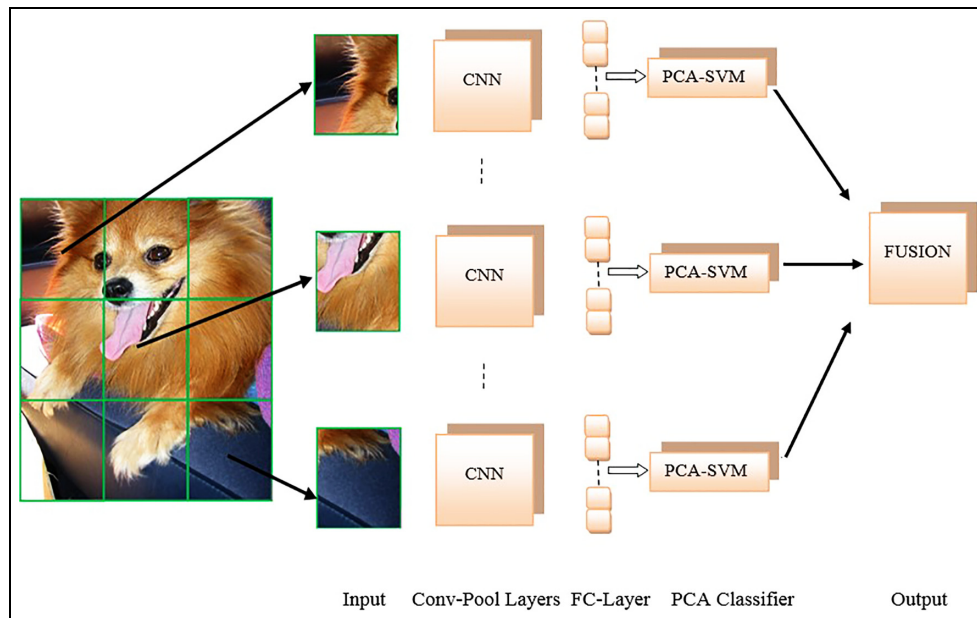 CNN
PCA-SVM
CNN
PCA-SVM
FUSION
CNN
PCA-SVM
Input
Conv-Pool Layers
FC-Layer
PCA Classifier
Output